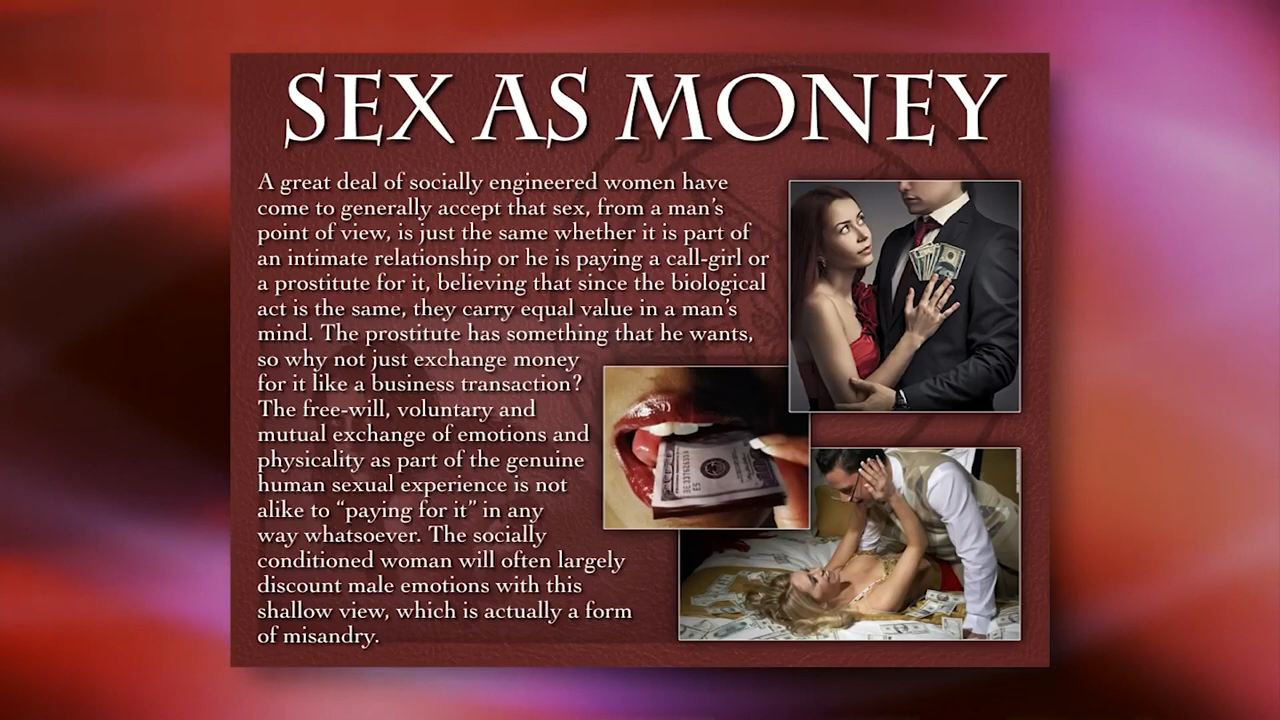 SEX AS MONEY
A great deal of socially engineered women have
come to generally accept that sex, from a man's
point of view, is just the same whether it is part of
an intimate relationship or he is paying a call-girl or
a prostitute for it, believing that since the biological
act is the same, they carry equal value in a man's
mind. The prostitute has something that he wants,
so why not just exchange money
for it like a business transaction?
The free-will, voluntary and
mutual exchange of emotions and
physicality as part of the genuine
human sexual experience is not
alike to “paying for it” in any
way whatsoever. The socially
conditioned woman will often largely
discount male emotions with this
shallow view, which is actually a form
of misandry.